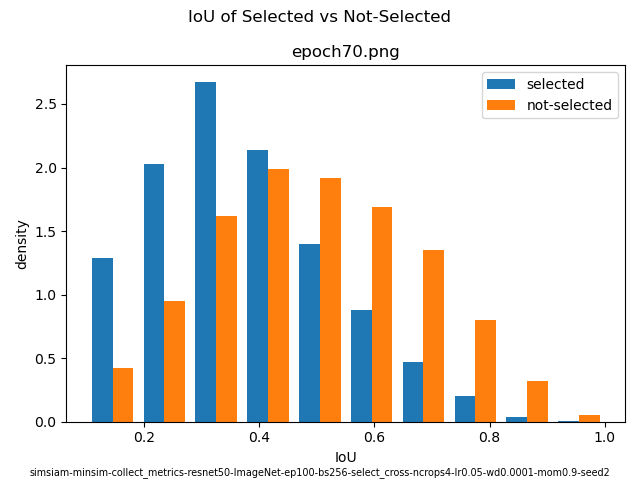 IoU of Selected vs Not-Selected
epoch70.png
selected
not-selected
density
2.5
2.0
1.5
1.0
0.5
0.0
0.2
0.4
0.6
0.8
1.0
IoU
simsiam-minsim-collect_metrics-resnet50-ImageNet-ep100-bs256-select_cross-ncrops4-lr0.05-wd0.0001-mom0.9-seed2